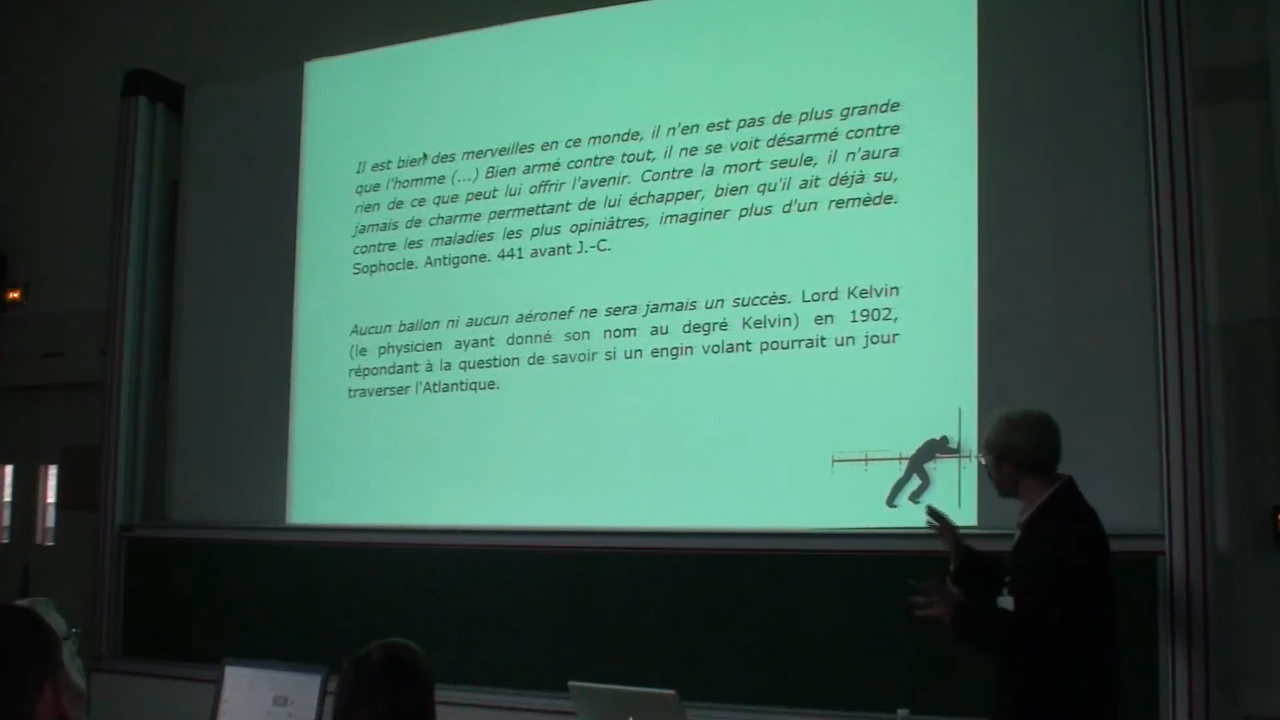 Il est bien des merveilles en ce monde, il n'en est pas de plus grande
que l'homme (...) Bien armé contre tout, il ne se voit désarmé contre
rien de ce que peut lui offrir l'avenir. Contre la mort seule, il n'aura
jamais de charme permettant de lui échapper, bien qu'il ait déjà su,
contre les maladies les plus opiniâtres, imaginer plus d'un remède.
Sophocle. Antigone. 441 avant J.-C.
Aucun ballon ni aucun aéronef ne sera jamais un succès. Lord Kelvin
(le physicien ayant donné son nom au degré Kelvin) en 1902,
répondant à la question de savoir si un engin volant pourrait un jour
traverser l'Atlantique.